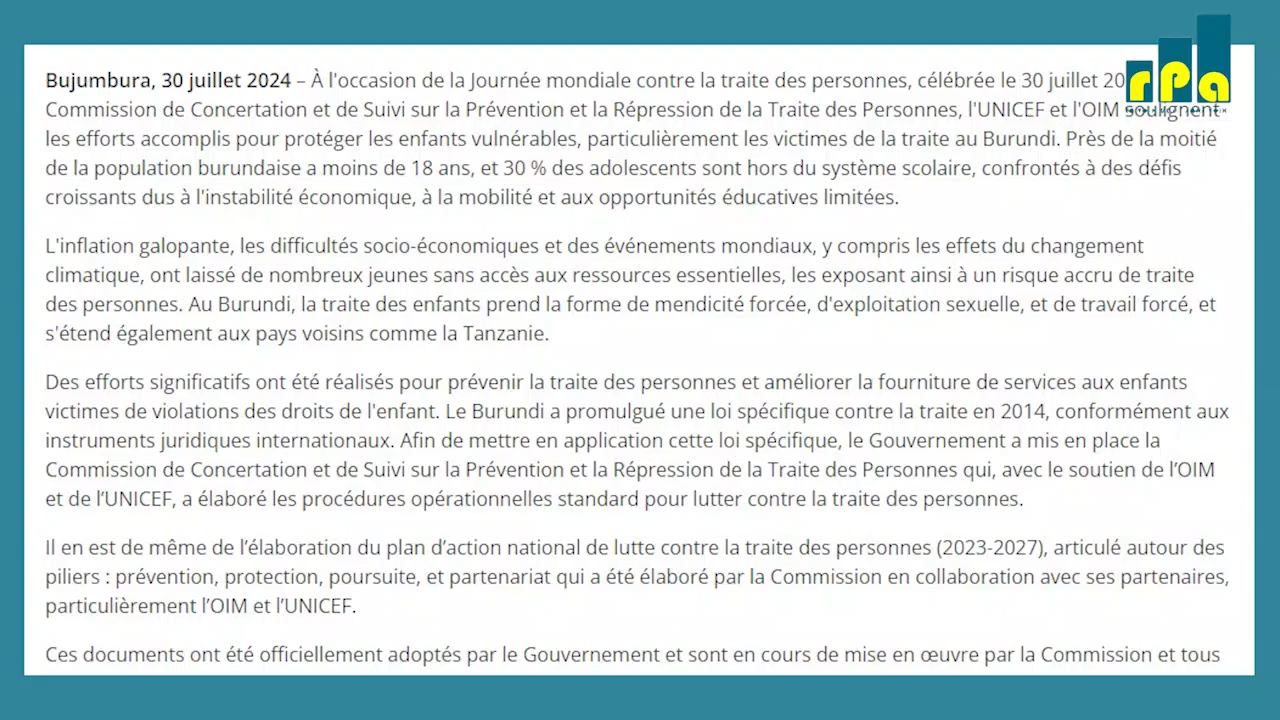 rPa
Bujumbura, 30 juillet 2024 – À l'occasion de la Journée mondiale contre la traite des personnes, célébrée le 30 juillet 20
Commission de Concertation et de Suivi sur la Prévention et la Répression de la Traite des Personnes, l'UNICEF et l'OIM soulignent
les efforts accomplis pour protéger les enfants vulnérables, particulièrement les victimes de la traite au Burundi. Près de la moitié
de la population burundaise a moins de 18 ans, et 30 % des adolescents sont hors du système scolaire, confrontés à des défis
croissants dus à l'instabilité économique, à la mobilité et aux opportunités éducatives limitées.
L'inflation galopante, les difficultés socio-économiques et des événements mondiaux, y compris les effets du changement
climatique, ont laissé de nombreux jeunes sans accès aux ressources essentielles, les exposant ainsi à un risque accru de traite
des personnes. Au Burundi, la traite des enfants prend la forme de mendicité forcée, d'exploitation sexuelle, et de travail forcé, et
s'étend également aux pays voisins comme la Tanzanie.
Des efforts significatifs ont été réalisés pour prévenir la traite des personnes et améliorer la fourniture de services aux enfants
victimes de violations des droits de l'enfant. Le Burundi a promulgué une loi spécifique contre la traite en 2014, conformément aux
instruments juridiques internationaux. Afin de mettre en application cette loi spécifique, le Gouvernement a mis en place la
Commission de Concertation et de Suivi sur la Prévention et la Répression de la Traite des Personnes qui, avec le soutien de l’OIM
et de l’UNICEF, a élaboré les procédures opérationnelles standard pour lutter contre la traite des personnes.
Il en est de même de l’élaboration du plan d’action national de lutte contre la traite des personnes (2023-2027), articulé autour des
piliers : prévention, protection, poursuite, et partenariat qui a été élaboré par la Commission en collaboration avec ses partenaires,
particulièrement l’OIM et l’UNICEF.
Ces documents ont été officiellement adoptés par le Gouvernement et sont en cours de mise en œuvre par la Commission et tous